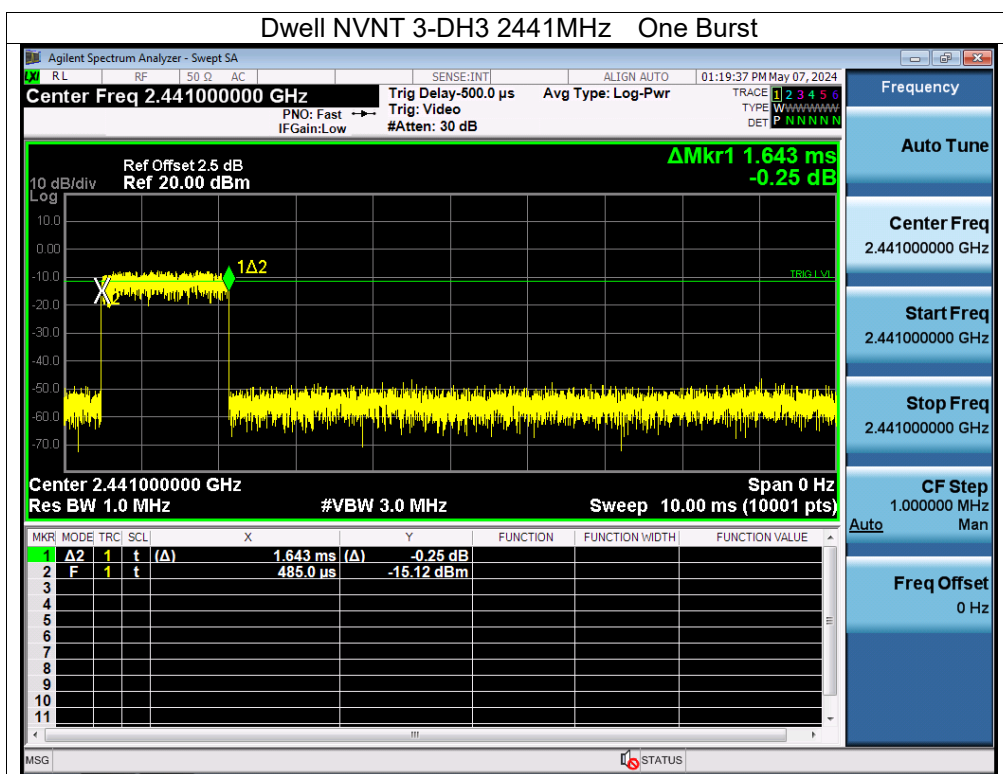 Dwell NVNT 3-DH3 2441MHz One Burst
Agilent Spectrum Analyzer - Swept SA
LXI RL RF 50 Ω AC SENSE:INT ALIGN AUTO 01:19:37 PM May 07, 2024
Center Freq 2.441000000 GHz Trig Delay-500.0 µs Avg Type: Log-Pwr TRACE 1 2 3 4 5 6
PNO: Fast Trig: Video TYPE WWWWWWW
IFGain:Low #Atten: 30 dB DET P N N N N N
Frequency
Auto Tune
Center Freq
2.441000000 GHz
Start Freq
2.441000000 GHz
Stop Freq
2.441000000 GHz
CF Step
1.000000 MHz
Auto Man
Freq Offset
0 Hz
ΔMkr1 1.643 ms
-0.25 dB
Ref Offset 2.5 dB
10 dB/div Ref 20.00 dBm
Log
10.0
0.00
-10.0
-20.0
-30.0
-40.0
-50.0
-60.0
-70.0
1Δ2
2
TRIG LVL
Center 2.441000000 GHz Span 0 Hz
Res BW 1.0 MHz #VBW 3.0 MHz Sweep 10.00 ms (10001 pts)
MKR MODE TRC SCL X Y FUNCTION FUNCTION WIDTH FUNCTION VALUE
1 Δ2 1 t (Δ) 1.643 ms (Δ) -0.25 dB
2 F 1 t 485.0 µs -15.12 dBm
3
4
5
6
7
8
9
10
11
MSG STATUS